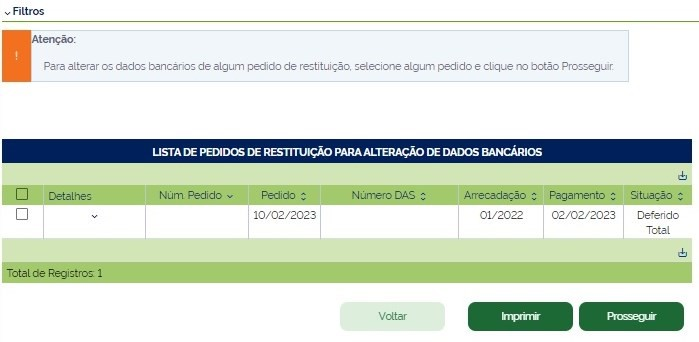 Filtros
Atenção:
!
Para alterar os dados bancários de algum pedido de restituição, selecione algum pedido e clique no botão Prosseguir.
LISTA DE PEDIDOS DE RESTITUIÇÃO PARA ALTERAÇÃO DE DADOS BANCÁRIOS
Detalhes Núm. Pedido Pedido Número DAS Arrecadação Pagamento Situação
10/02/2023 01/2022 02/02/2023 Deferido
Total
Total de Registros: 1
Voltar Imprimir Prosseguir